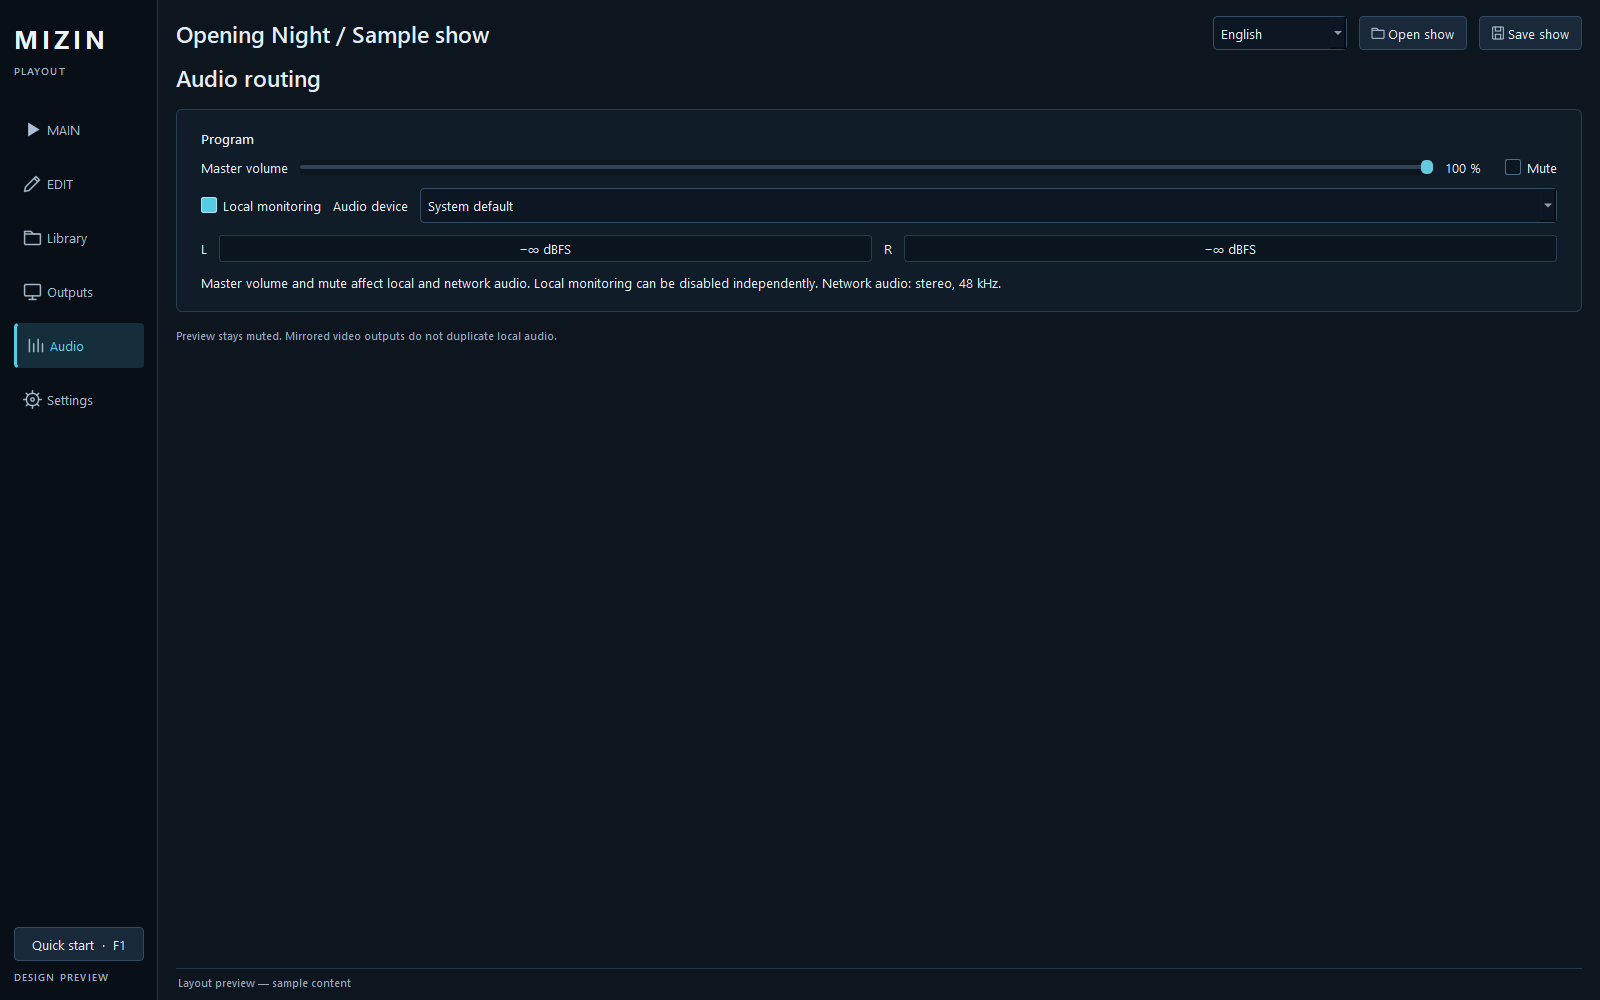 MIZIN
PLAYOUT
MAIN
EDIT
Library
Outputs
Audio
Settings
Quick start · F1
DESIGN PREVIEW
Opening Night / Sample show
English
Open show
Save show
Audio routing
Program
Master volume
100 %
Mute
Local monitoring
Audio device
System default
L
−∞ dBFS
R
−∞ dBFS
Master volume and mute affect local and network audio. Local monitoring can be disabled independently. Network audio: stereo, 48 kHz.
Preview stays muted. Mirrored video outputs do not duplicate local audio.
Layout preview — sample content